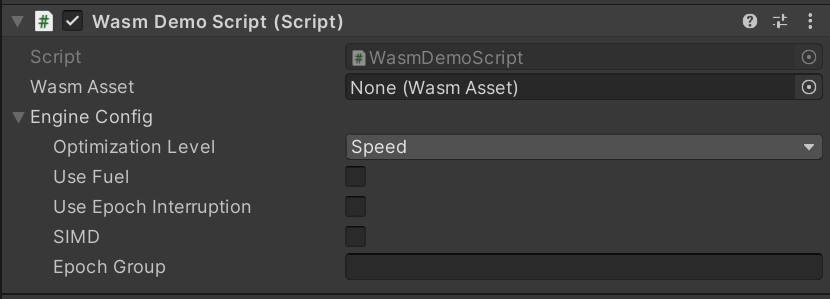 Wasm Demo Script (Script)
Script WasmDemoScript
Wasm Asset None (Wasm Asset)
Engine Config
Optimization Level Speed
Use Fuel
Use Epoch Interruption
SIMD
Epoch Group